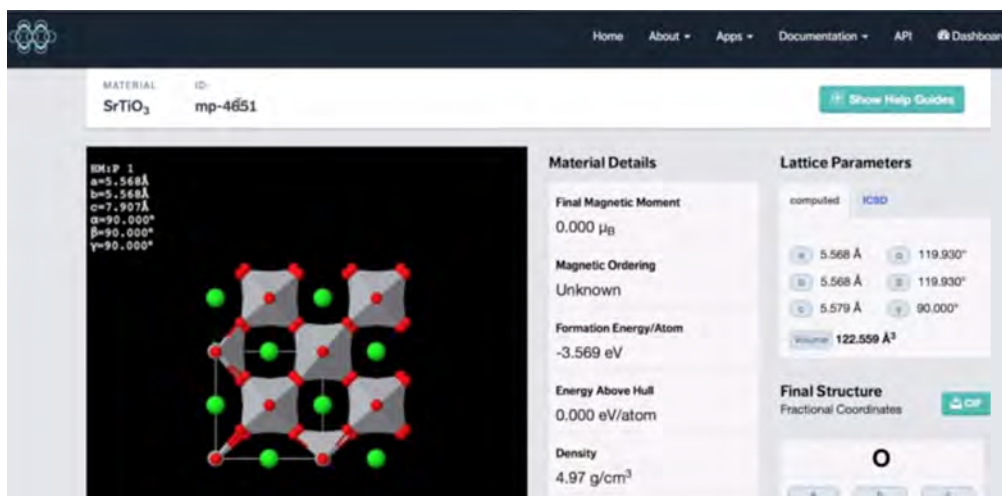 Home About Apps Documentation API Dashboar
MATERIAL ID:
SrTiO₃ mp-4651
Show Help Guides
HM:P 1
a=5.568Å
b=5.568Å
c=7.907Å
α=90.000°
β=90.000°
γ=90.000°
Material Details
Final Magnetic Moment
0.000 μB
Magnetic Ordering
Unknown
Formation Energy/Atom
-3.569 eV
Energy Above Hull
0.000 eV/atom
Density
4.97 g/cm³
Lattice Parameters
computed ICSD
a 5.568 Å α 119.930°
b 5.568 Å β 119.930°
c 5.579 Å γ 90.000°
Volume 122.559 Å³
Final Structure
Fractional Coordinates
CIF
O